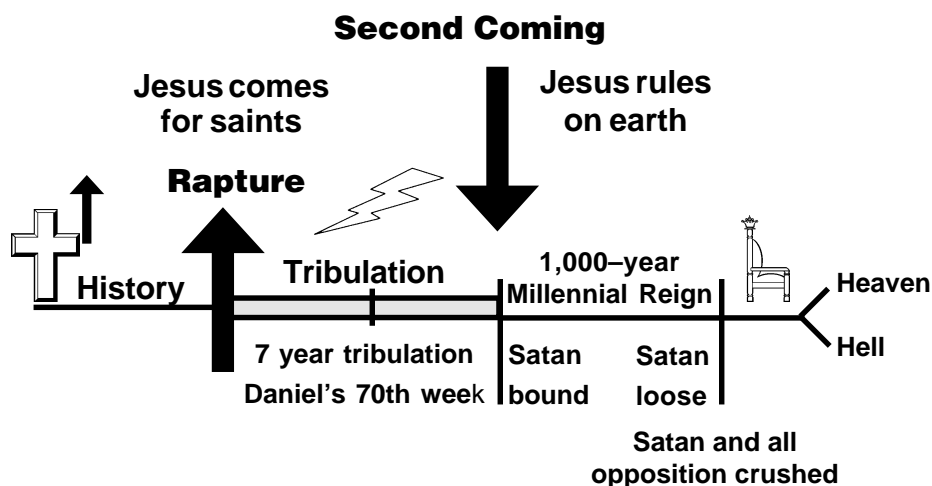 Second Coming
Jesus comes
for saints
Jesus rules
on earth
Rapture
History
Tribulation
1,000–year
Millennial Reign
Heaven
Hell
7 year tribulation
Daniel's 70th week
Satan
bound
Satan
loose
Satan and all
opposition crushed